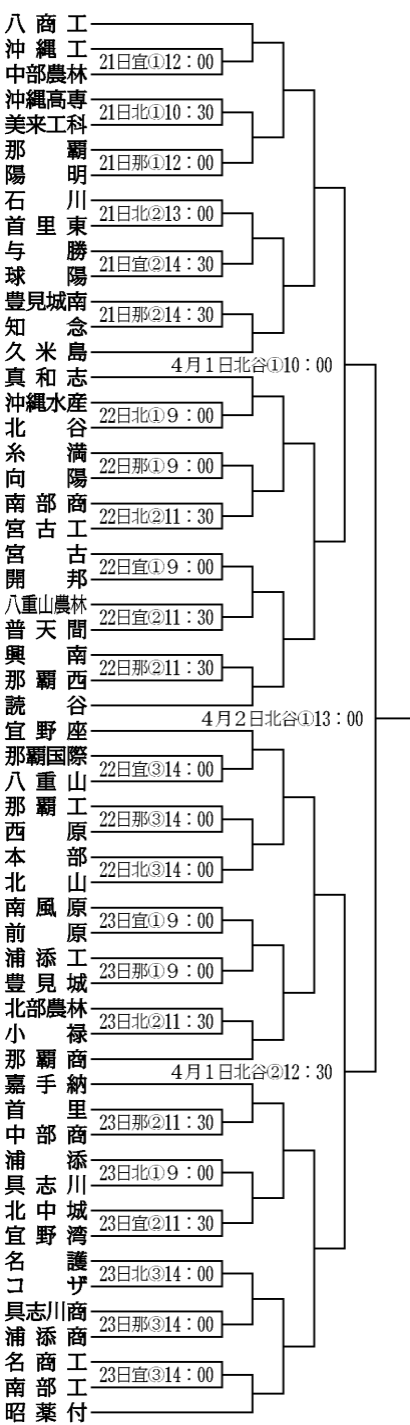 八商工
沖縄工
中部農林
21日宜①12：00
沖縄高専
美来工科
21日北①10：30
那覇
陽明
21日那①12：00
石川
首里東
21日北②13：00
与勝
球陽
21日宜②14：30
豊見城南
知念
21日那②14：30
久米島
4月1日北谷①10：00
真和志
沖縄水産
北谷
22日北①9：00
糸満
向陽
22日那①9：00
南部商
宮古工
22日北②11：30
宮古
開邦
22日宜①9：00
八重山農林
普天間
22日宜②11：30
興南
那覇西
22日那②11：30
読谷
4月2日北谷①13：00
宜野座
那覇国際
八重山
22日宜③14：00
那覇工
西原
22日那③14：00
本部
北山
22日北③14：00
南風原
前原
23日宜①9：00
浦添工
豊見城
23日那①9：00
北部農林
小禄
23日北②11：30
那覇商
4月1日北谷②12：30
嘉手納
首里
中部商
23日那②11：30
浦添
具志川
23日北①9：00
北中城
宜野湾
23日宜②11：30
名護
コザ
23日北③14：00
具志川商
浦添商
23日那③14：00
名商工
南部工
23日宜③14：00
昭薬付